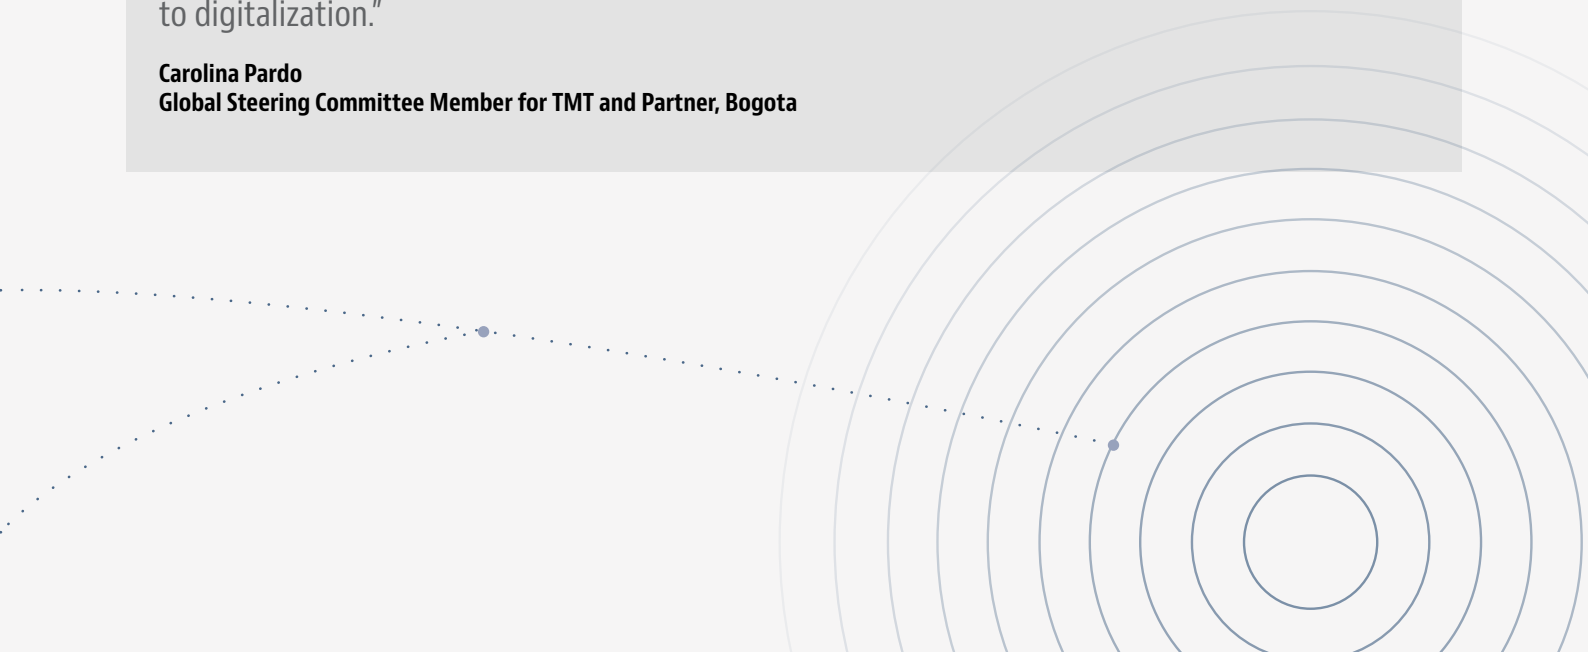 to digitalization.”
Carolina Pardo
Global Steering Committee Member for TMT and Partner, Bogota